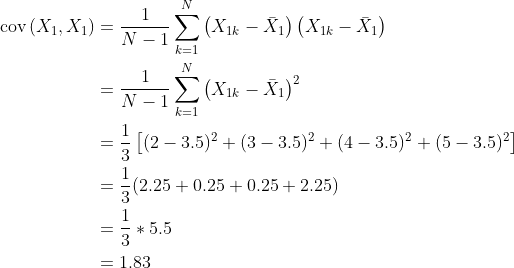 cov (X₁, X₁) = \frac{1}{N − 1} \sum_{k=1}^{N} (X_{1k} − \bar{X}_1) (X_{1k} − \bar{X}_1)
= \frac{1}{N − 1} \sum_{k=1}^{N} (X_{1k} − \bar{X}_1)^2
= \frac{1}{3} [(2 − 3.5)^2 + (3 − 3.5)^2 + (4 − 3.5)^2 + (5 − 3.5)^2]
= \frac{1}{3} (2.25 + 0.25 + 0.25 + 2.25)
= \frac{1}{3} * 5.5
= 1.83